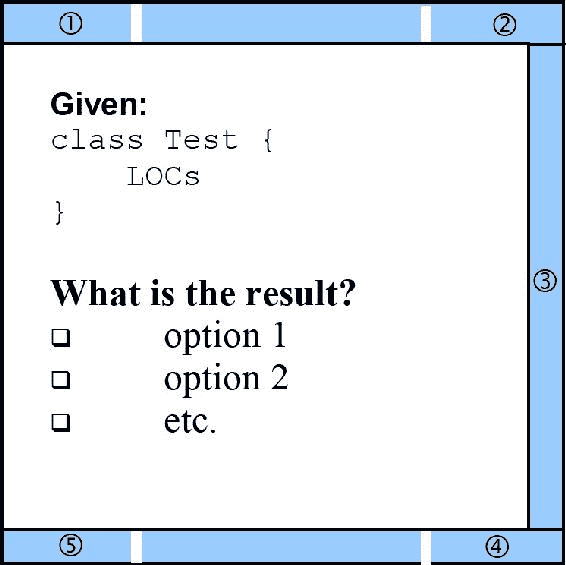 ① ②
Given:
class Test {
LOCs
}
③
What is the result?
❑ option 1
❑ option 2
❑ etc.
⑤ ④